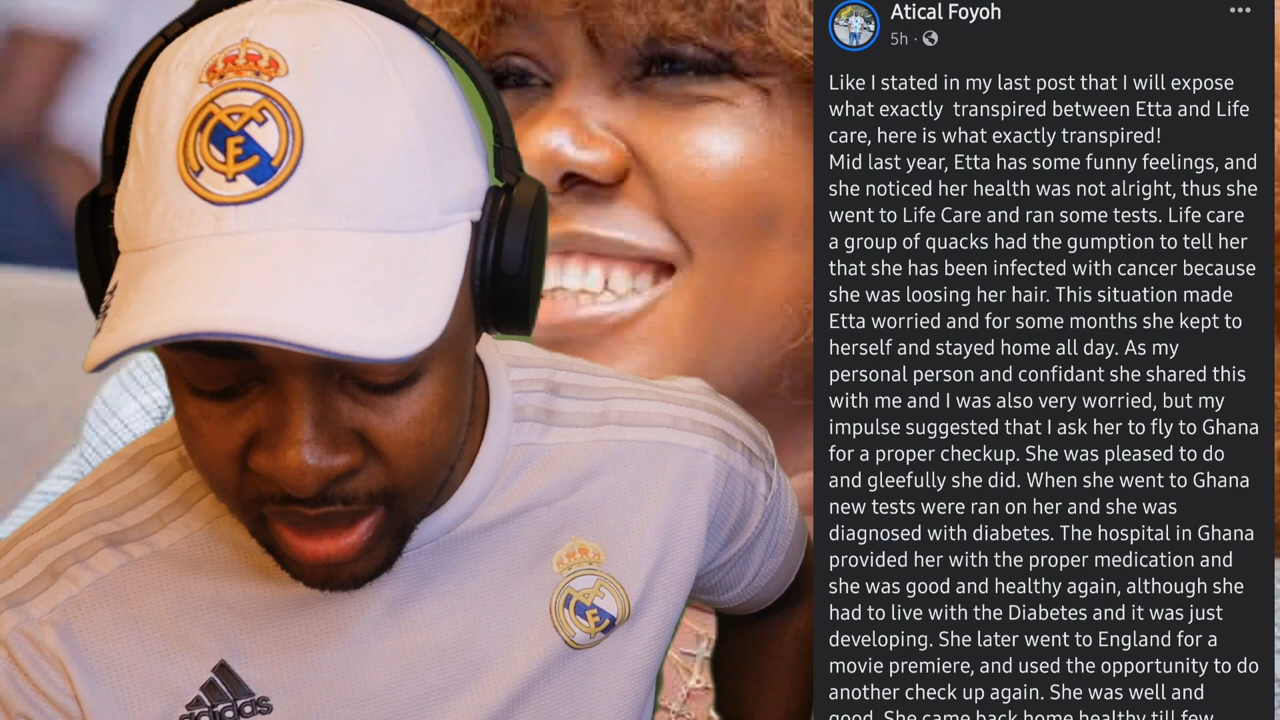 Atical Foyoh
5h
Like I stated in my last post that I will expose
what exactly transpired between Etta and Life
care, here is what exactly transpired!
Mid last year, Etta has some funny feelings, and
she noticed her health was not alright, thus she
went to Life Care and ran some tests. Life care
a group of quacks had the gumption to tell her
that she has been infected with cancer because
she was loosing her hair. This situation made
Etta worried and for some months she kept to
herself and stayed home all day. As my
personal person and confidant she shared this
with me and I was also very worried, but my
impulse suggested that I ask her to fly to Ghana
for a proper checkup. She was pleased to do
and gleefully she did. When she went to Ghana
new tests were ran on her and she was
diagnosed with diabetes. The hospital in Ghana
provided her with the proper medication and
she was good and healthy again, although she
had to live with the Diabetes and it was just
developing. She later went to England for a
movie premiere, and used the opportunity to do
another check up again. She was well and
good. She came back home healthy till few
adidas